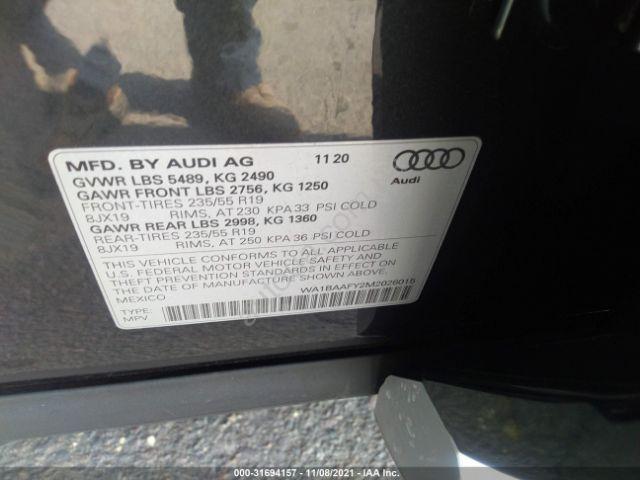 MFD. BY AUDI AG 11 20
GVWR LBS 5489, KG 2490
GAWR FRONT LBS 2756, KG 1250
FRONT-TIRES 235/55 R19
8JX19 RIMS, AT 230 KPA 33 PSI COLD
GAWR REAR LBS 2998, KG 1360
REAR-TIRES 235/55 R19
8JX19 RIMS, AT 250 KPA 36 PSI COLD
Audi
THIS VEHICLE CONFORMS TO ALL APPLICABLE
U.S. FEDERAL MOTOR VEHICLE SAFETY AND
THEFT PREVENTION STANDARDS IN EFFECT ON
THE DATE OF MANUFACTURE SHOWN ABOVE
MEXICO
WA1BAAFY2M2026015
TYPE:
MPV
000-31694157 - 11/08/2021 - IAA Inc.